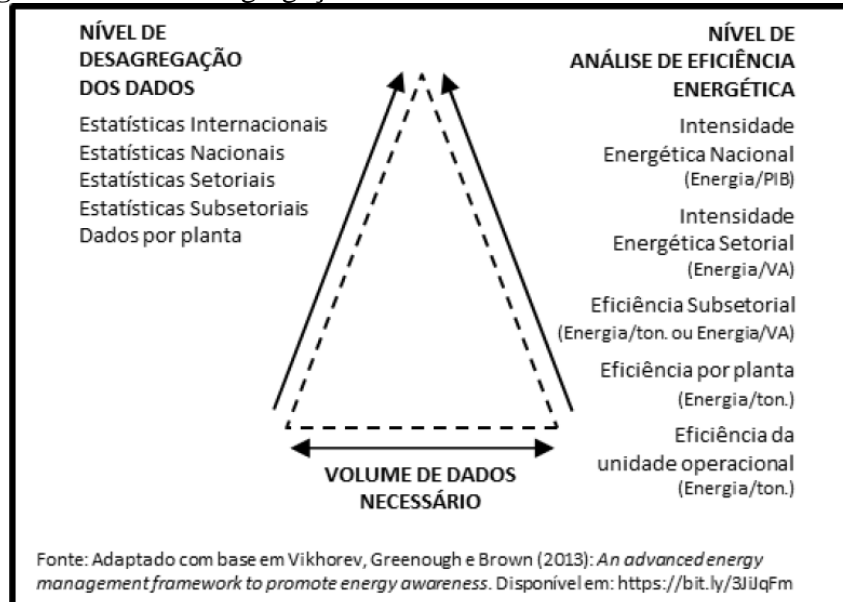 NÍVEL DE
DESAGREGAÇÃO
DOS DADOS
Estatísticas Internacionais
Estatísticas Nacionais
Estatísticas Setoriais
Estatísticas Subsetoriais
Dados por planta
NÍVEL DE
ANÁLISE DE EFICIÊNCIA
ENERGÉTICA
Intensidade
Energética Nacional
(Energia/PIB)
Intensidade
Energética Setorial
(Energia/VA)
Eficiência Subsetorial
(Energia/ton. ou Energia/VA)
Eficiência por planta
(Energia/ton.)
Eficiência da
unidade operacional
(Energia/ton.)
VOLUME DE DADOS
NECESSÁRIO
Fonte: Adaptado com base em Vikhorev, Greenough e Brown (2013): An advanced energy
management framework to promote energy awareness. Disponível em: https://bit.ly/3JiJqFm